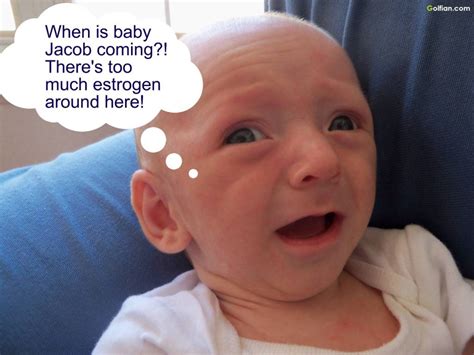 Golfian.com
When is baby
Jacob coming?!
There's too
much estrogen
around here!